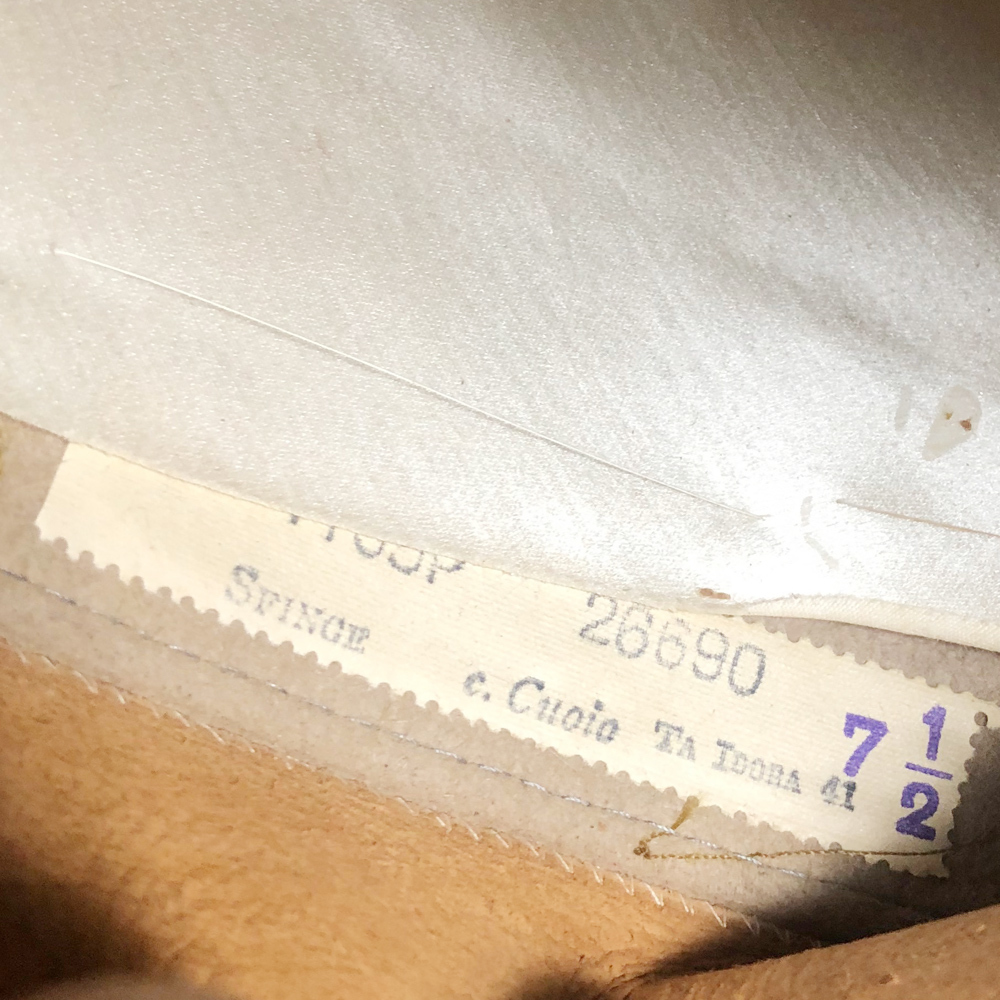 26690
SFINGE
c. Cuoio TA IDORA 41
7 1/2